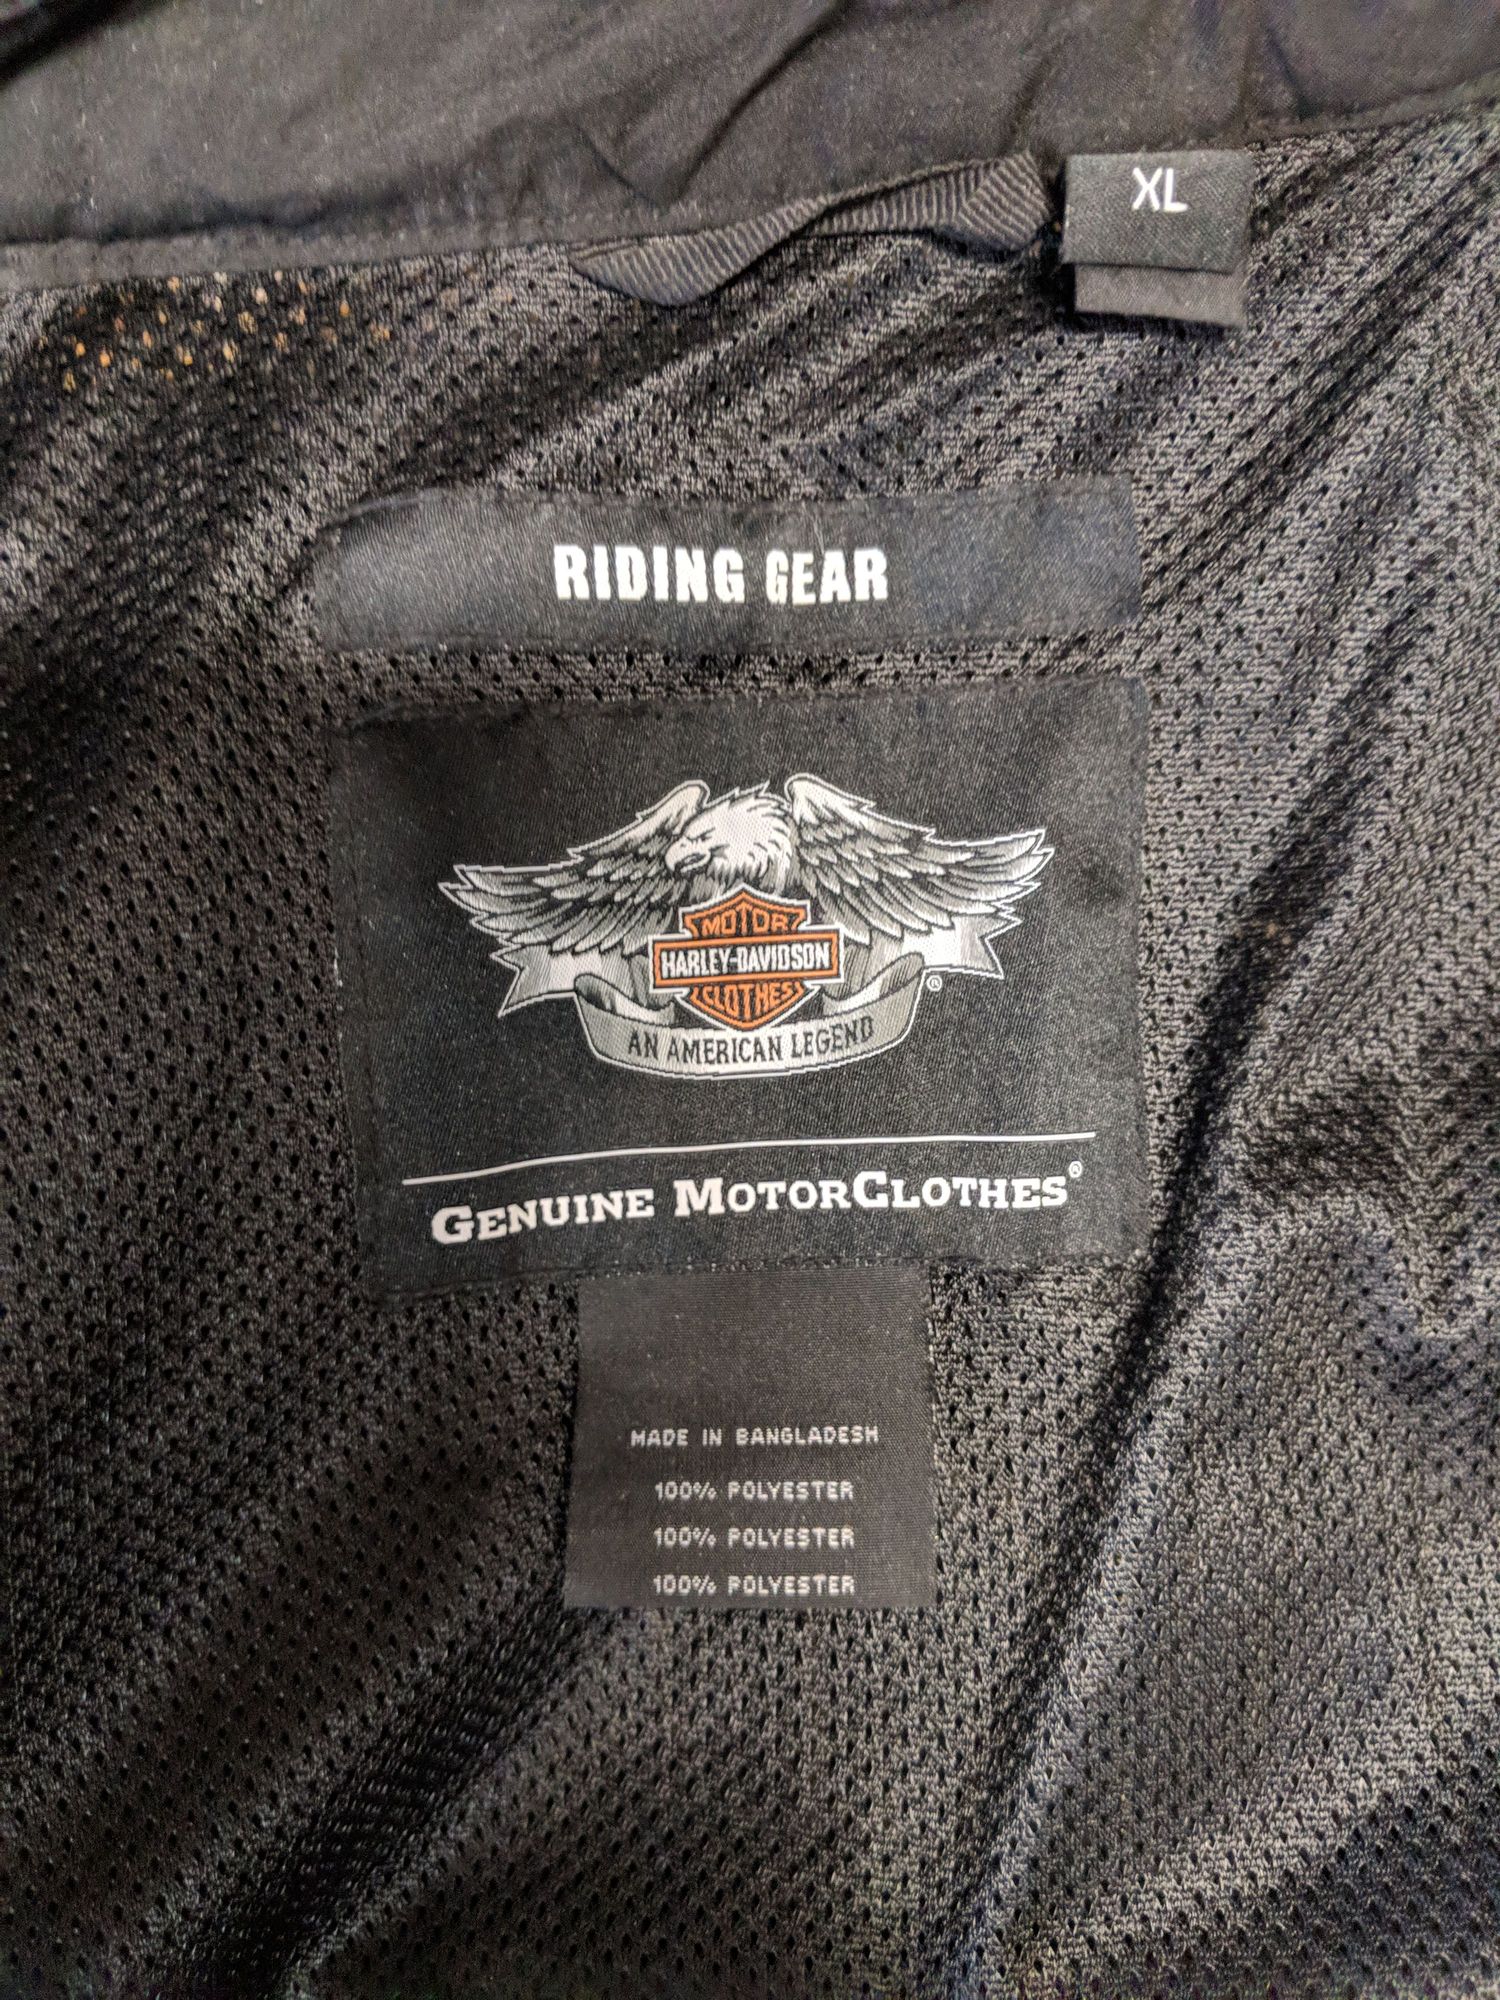 XL
RIDING GEAR
MOTOR
HARLEY-DAVIDSON
CLOTHES
®
AN AMERICAN LEGEND
GENUINE MOTORCLOTHES®
MADE IN BANGLADESH
100% POLYESTER
100% POLYESTER
100% POLYESTER